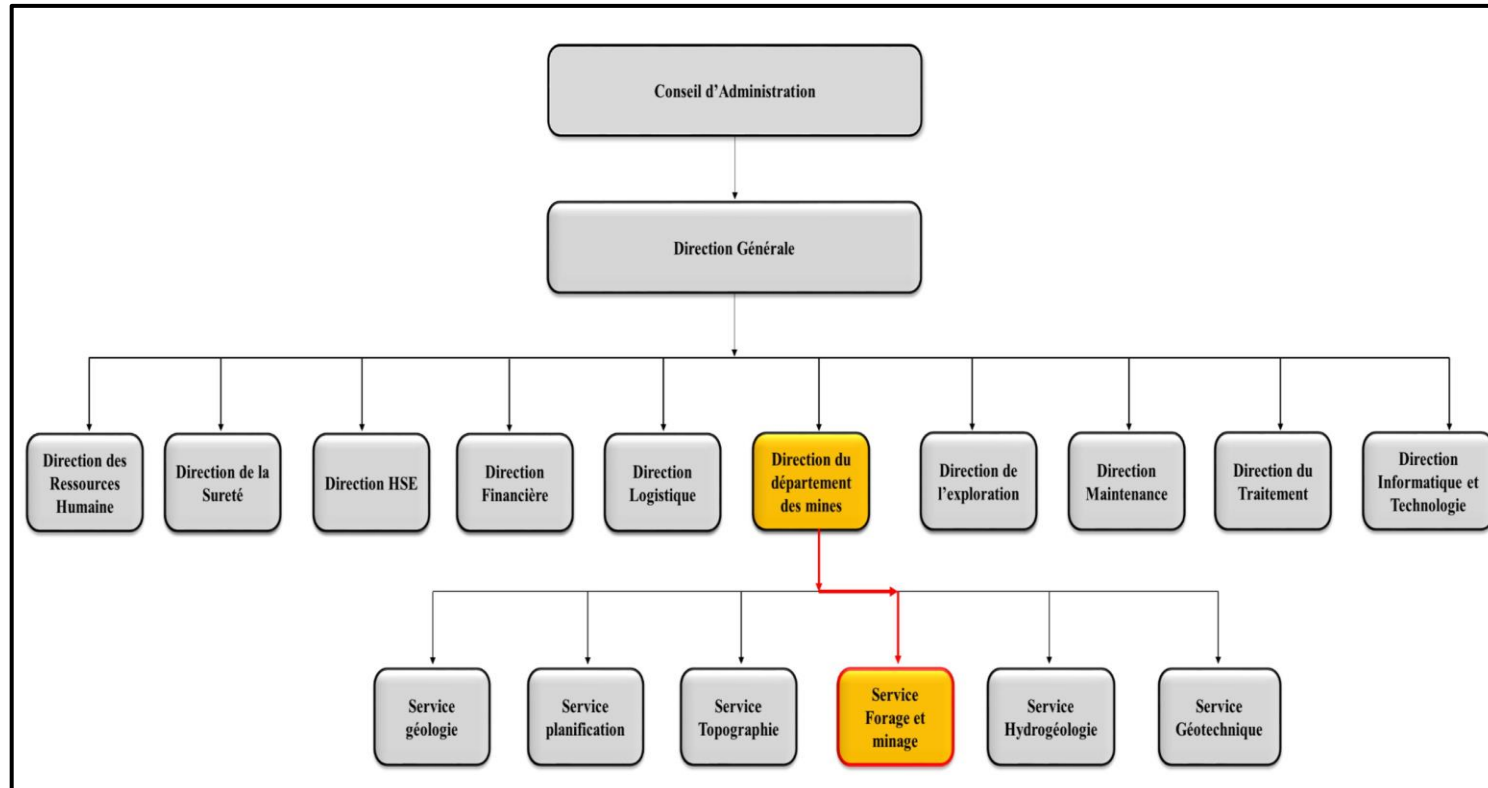 Conseil d'Administration
Direction Générale
Direction des
Ressources
Humaine
Direction de la
Sureté
Direction HSE
Direction
Financière
Direction
Logistique
Direction du
département
des mines
Direction de
l'exploration
Direction
Maintenance
Direction du
Traitement
Direction
Informatique et
Technologie
Service
géologie
Service
planification
Service
Topographie
Service
Forage et
minage
Service
Hydrogéologie
Service
Géotechnique